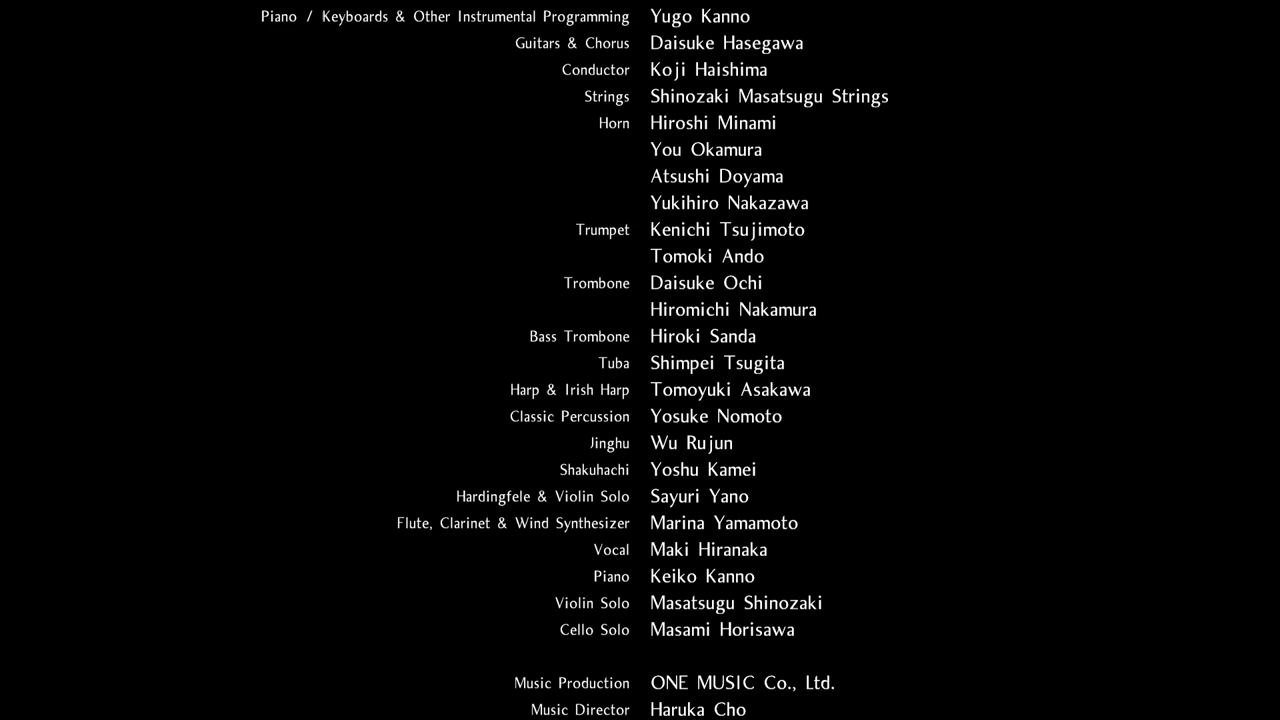 Piano / Keyboards & Other Instrumental Programming Yugo Kanno
Guitars & Chorus Daisuke Hasegawa
Conductor Koji Haishima
Strings Shinozaki Masatsugu Strings
Horn Hiroshi Minami
You Okamura
Atsushi Doyama
Yukihiro Nakazawa
Trumpet Kenichi Tsujimoto
Tomoki Ando
Trombone Daisuke Ochi
Hiromichi Nakamura
Bass Trombone Hiroki Sanda
Tuba Shimpei Tsugita
Harp & Irish Harp Tomoyuki Asakawa
Classic Percussion Yosuke Nomoto
Jinghu Wu Rujun
Shakuhachi Yoshu Kamei
Hardingfele & Violin Solo Sayuri Yano
Flute, Clarinet & Wind Synthesizer Marina Yamamoto
Vocal Maki Hiranaka
Piano Keiko Kanno
Violin Solo Masatsugu Shinozaki
Cello Solo Masami Horisawa
Music Production ONE MUSIC Co., Ltd.
Music Director Haruka Cho